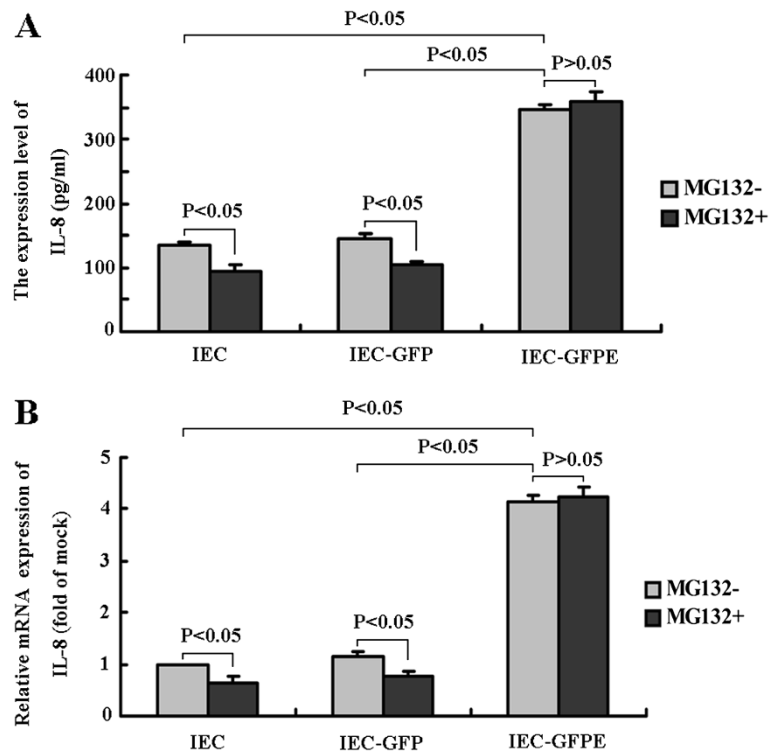 A
P<0.05
P<0.05
P>0.05
400
300
200
100
0
The expression level of
IL-8 (pg/ml)
P<0.05
P<0.05
MG132-
MG132+
IEC
IEC-GFP
IEC-GFPE
B
P<0.05
P<0.05
P>0.05
5
4
3
2
1
0
Relative mRNA expression of
IL-8 (fold of mock)
P<0.05
P<0.05
MG132-
MG132+
IEC
IEC-GFP
IEC-GFPE